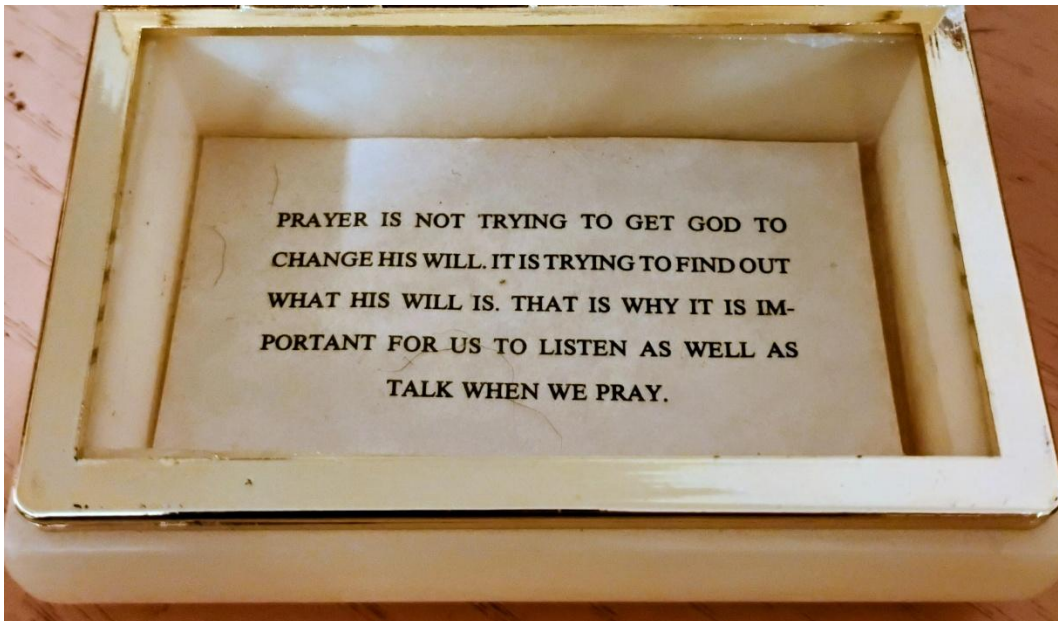 PRAYER IS NOT TRYING TO GET GOD TO
CHANGE HIS WILL. IT IS TRYING TO FIND OUT
WHAT HIS WILL IS. THAT IS WHY IT IS IM-
PORTANT FOR US TO LISTEN AS WELL AS
TALK WHEN WE PRAY.